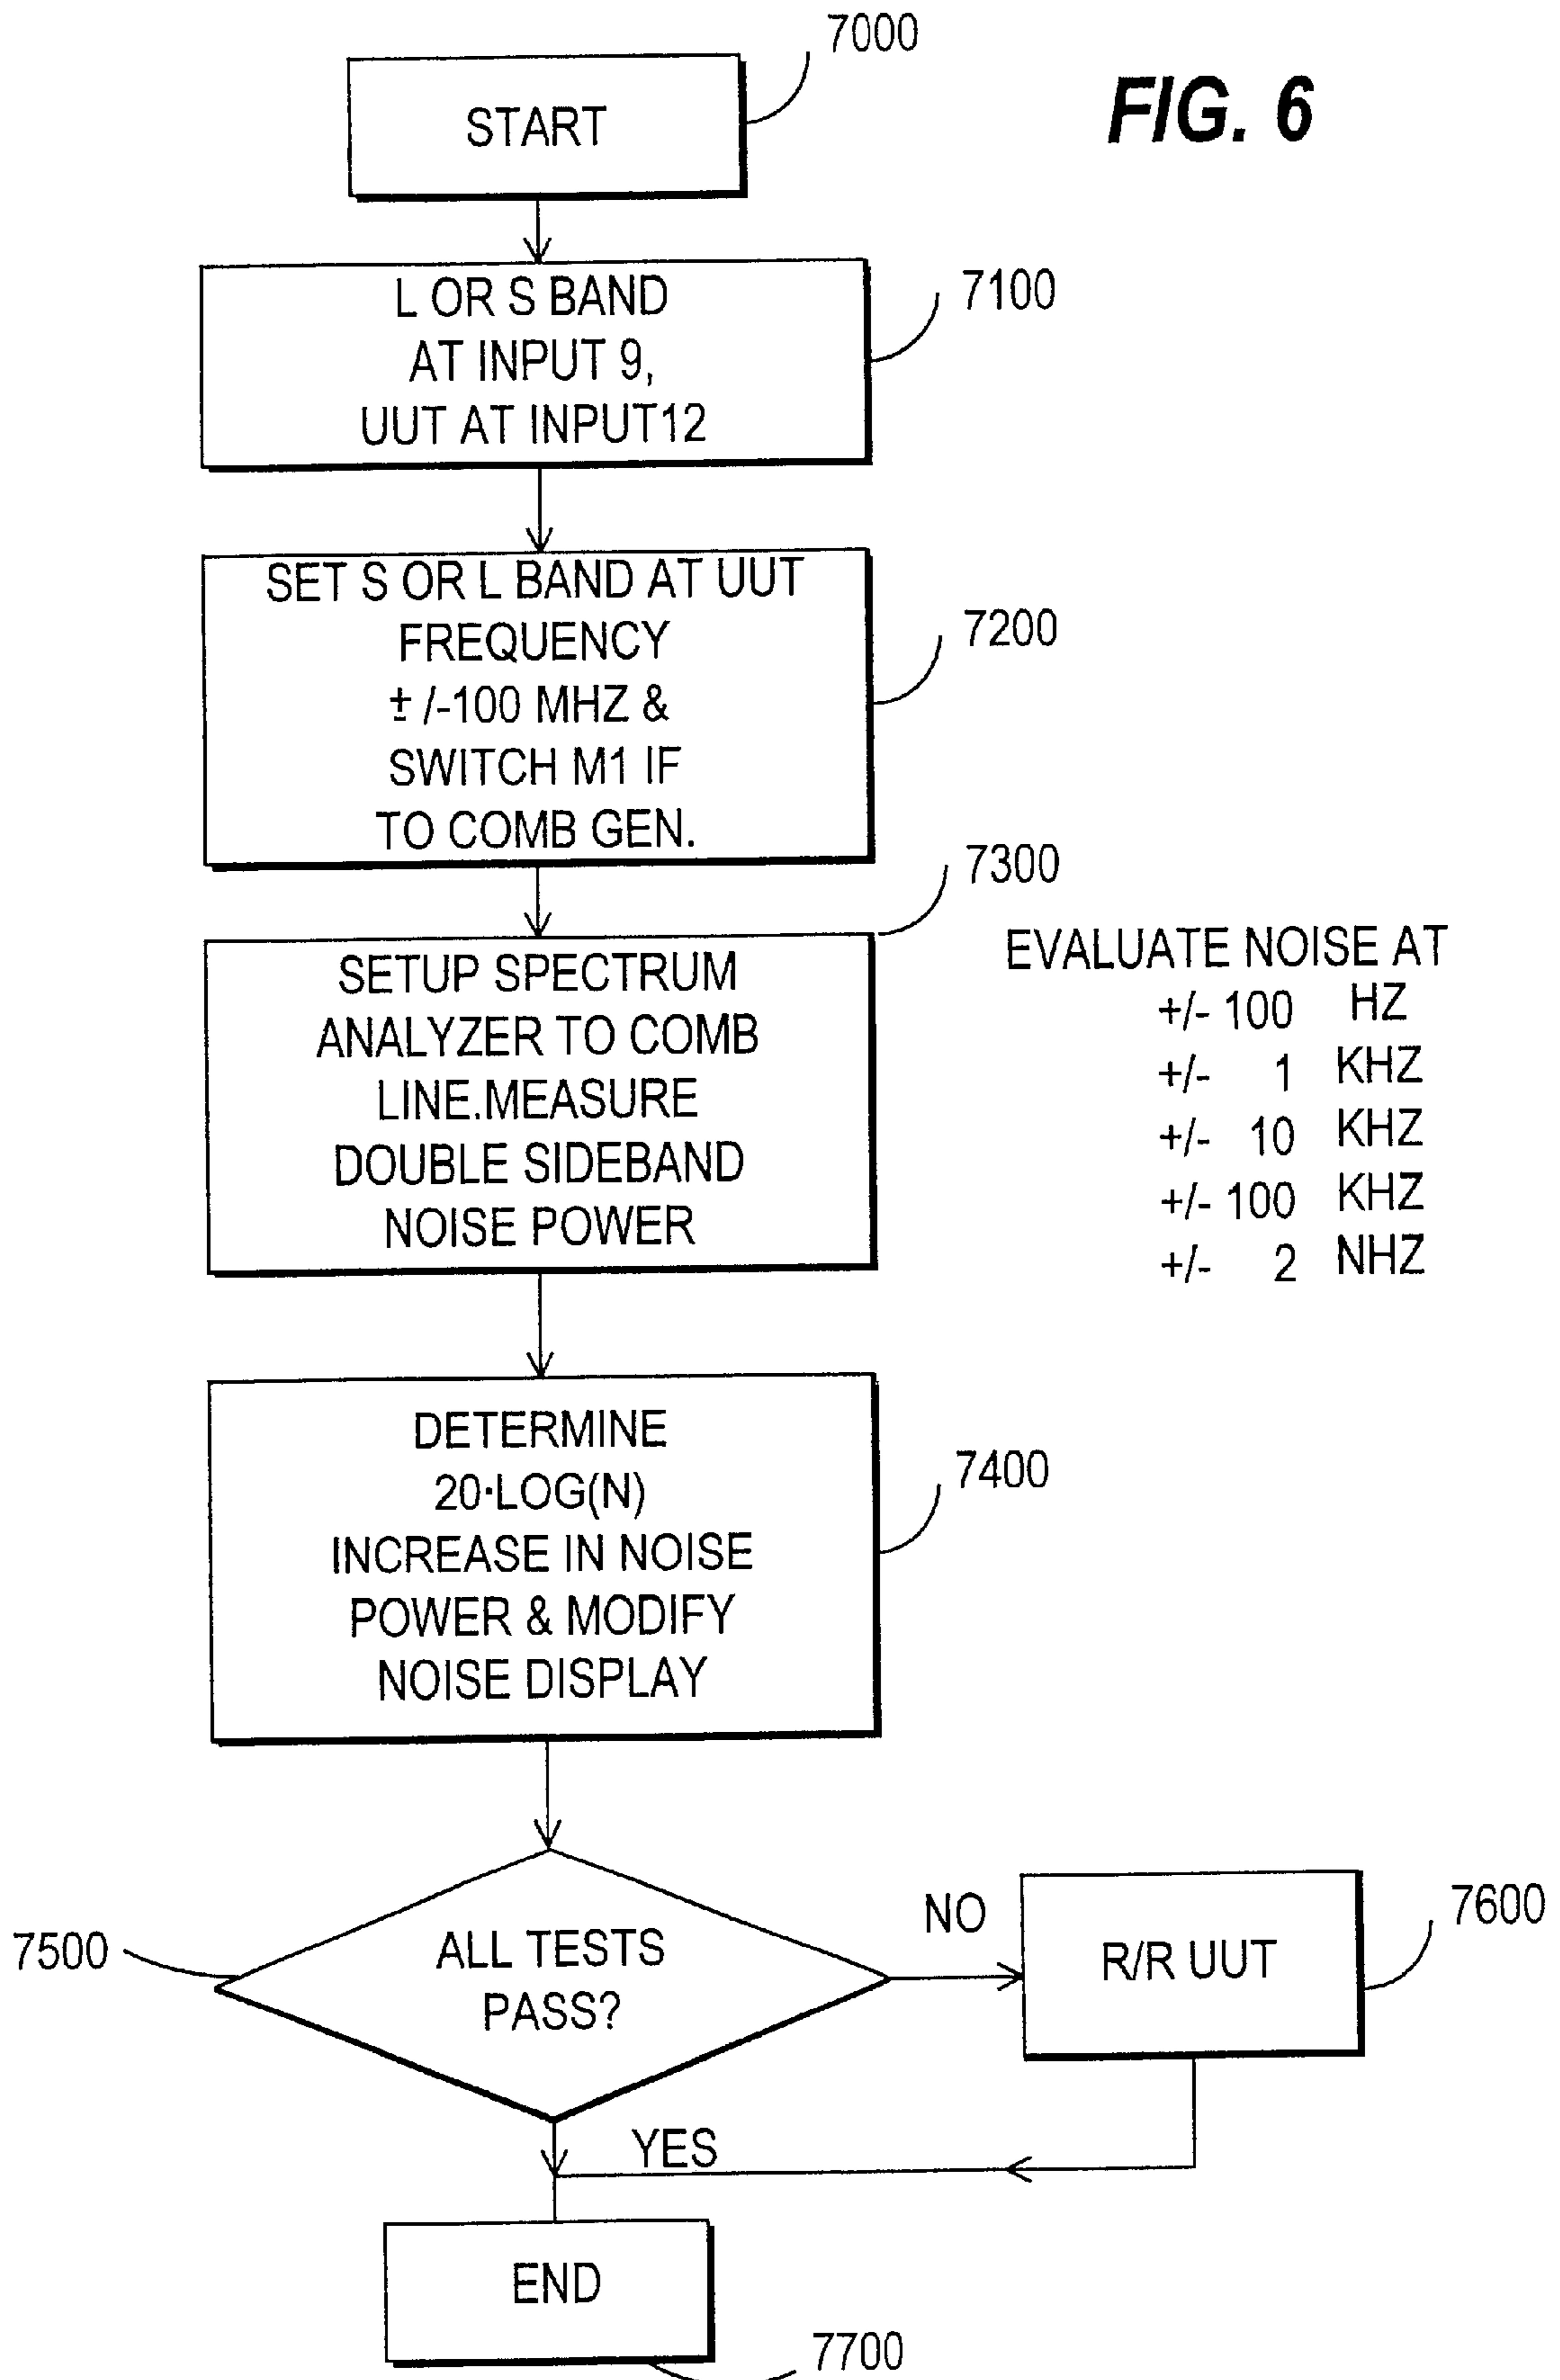 7000
FIG. 6
START
7100
L OR S BAND
AT INPUT 9,
UUT AT INPUT12
7200
SET S OR L BAND AT UUT
FREQUENCY
± /-100 MHZ &
SWITCH M1 IF
TO COMB GEN.
7300
SETUP SPECTRUM
ANALYZER TO COMB
LINE.MEASURE
DOUBLE SIDEBAND
NOISE POWER
EVALUATE NOISE AT
+/- 100 HZ
+/- 1 KHZ
+/- 10 KHZ
+/- 100 KHZ
+/- 2 NHZ
7400
DETERMINE
20·LOG(N)
INCREASE IN NOISE
POWER & MODIFY
NOISE DISPLAY
7500
ALL TESTS
PASS?
NO
7600
R/R UUT
YES
END
7700